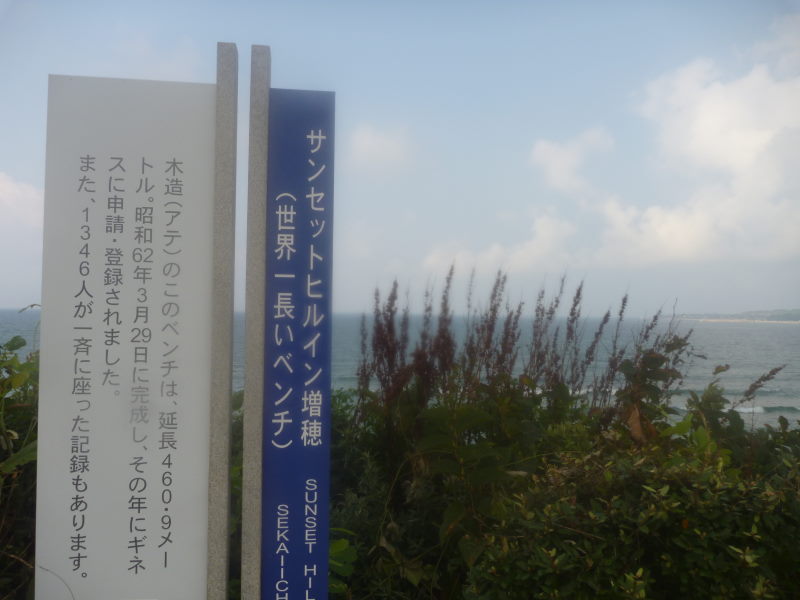 サンセットヒルイン増穂
（世界一長いベンチ）
SUNSET HIL
SEKAIICH
木造（アテ）のこのベンチは、延長460・9メー
トル。昭和62年3月29日に完成し、その年にギネ
スに申請・登録されました。
また、1346人が一斉に座った記録もあります。